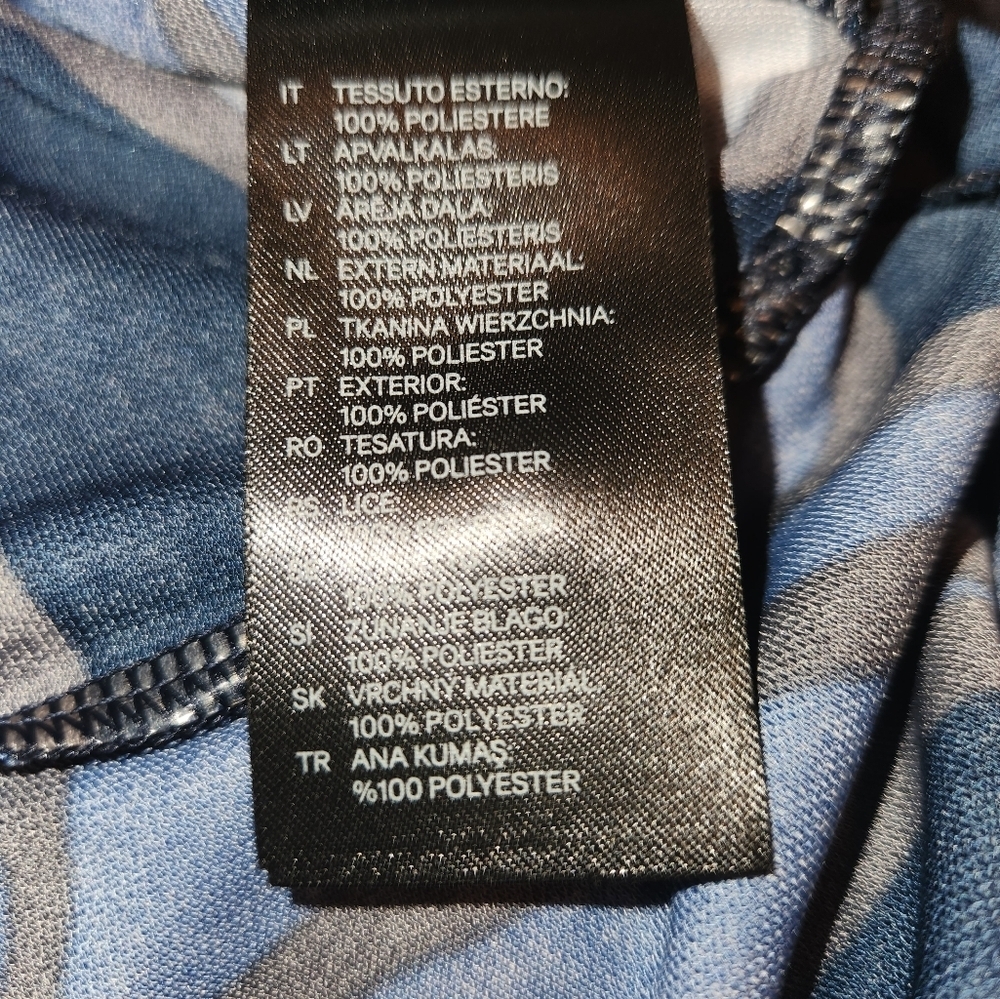 IT TESSUTO ESTERNO:
100% POLIESTERE
LT APVALKALAS:
100% POLIESTERIS
LV ĀRĒJA DAĻA:
100% POLIESTERIS
NL EXTERN MATERIAAL:
100% POLYESTER
PL TKANINA WIERZCHNIA:
100% POLIESTER
PT EXTERIOR:
100% POLIÉSTER
RO TESATURA:
100% POLIESTER
LICE
100% POLYESTER
SI ZUNANJE BLAGO:
100% POLIESTER
SK VRCHNÝ MATERIÁL:
100% POLYESTER
TR ANA KUMAŞ:
%100 POLYESTER